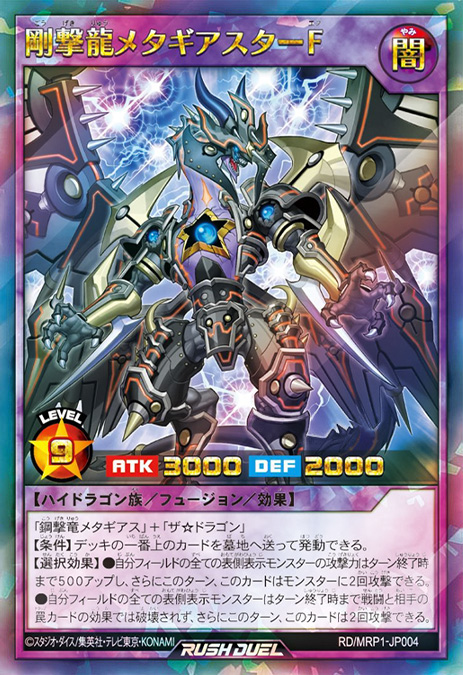 剛撃龍メタギアスターF
闇
LEVEL
9
ATK 3000 DEF 2000
【ハイドラゴン族／フュージョン／効果】
「鋼撃竜メタギアス」＋「ザ☆ドラゴン」
【条件】デッキの一番上のカードを墓地へ送って発動できる。
【選択効果】●自分フィールドの全ての表側表示モンスターの攻撃力はターン終了時
まで500アップし、さらにこのターン、このカードはモンスターに2回攻撃できる。
●自分フィールドの全ての表側表示モンスターはターン終了時まで戦闘と相手の
罠カードの効果では破壊されず、さらにこのターン、このカードは2回攻撃できる。
©スタジオ・ダイス/集英社・テレビ東京・KONAMI
RUSH DUEL
RD/MRP1-JP004